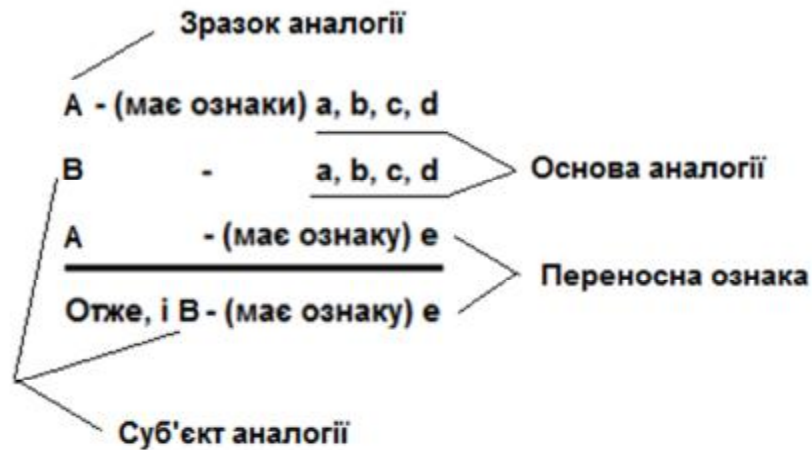 Зразок аналогії
А - (має ознаки) a, b, c, d
В - a, b, c, d
Основа аналогії
А - (має ознаку) e
Переносна ознака
Отже, і В - (має ознаку) e
Суб'єкт аналогії